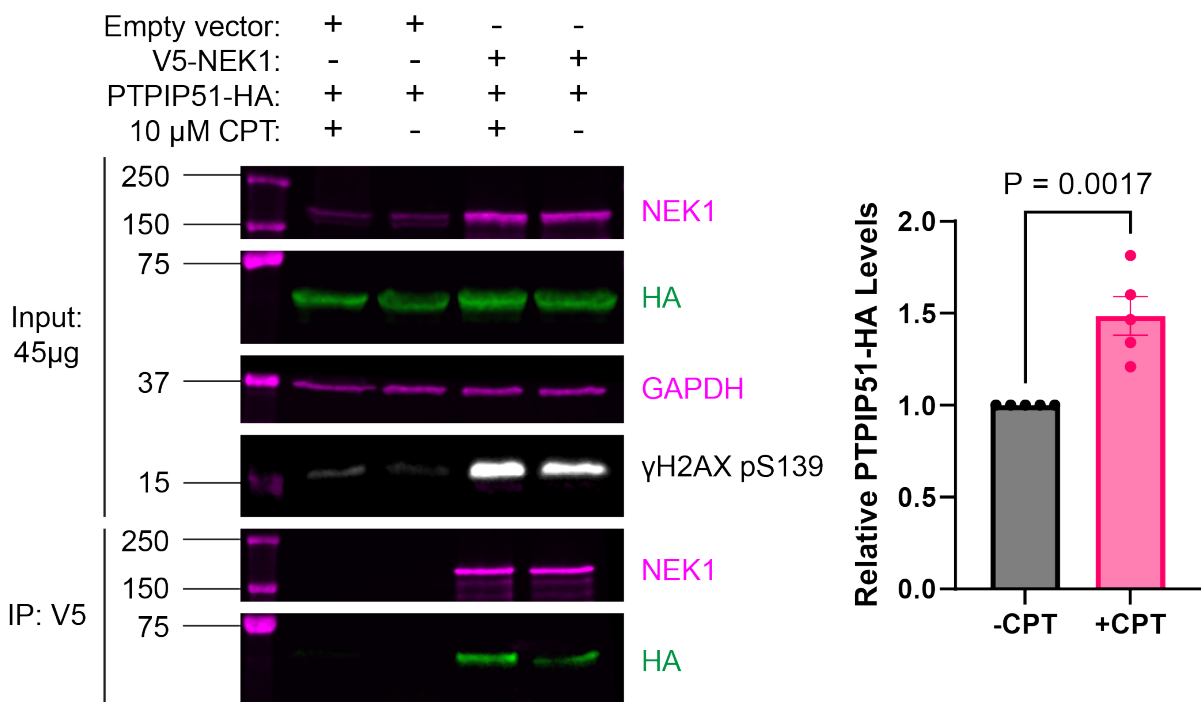 Empty vector: + + - -
V5-NEK1: - - + +
PTPIP51-HA: + + + +
10 µM CPT: + - + -
Input:
45µg
250
150
NEK1
75
HA
37
GAPDH
15
γH2AX pS139
IP: V5
250
150
NEK1
75
HA
P = 0.0017
Relative PTPIP51-HA Levels
2.0
1.5
1.0
0.5
0.0
-CPT +CPT